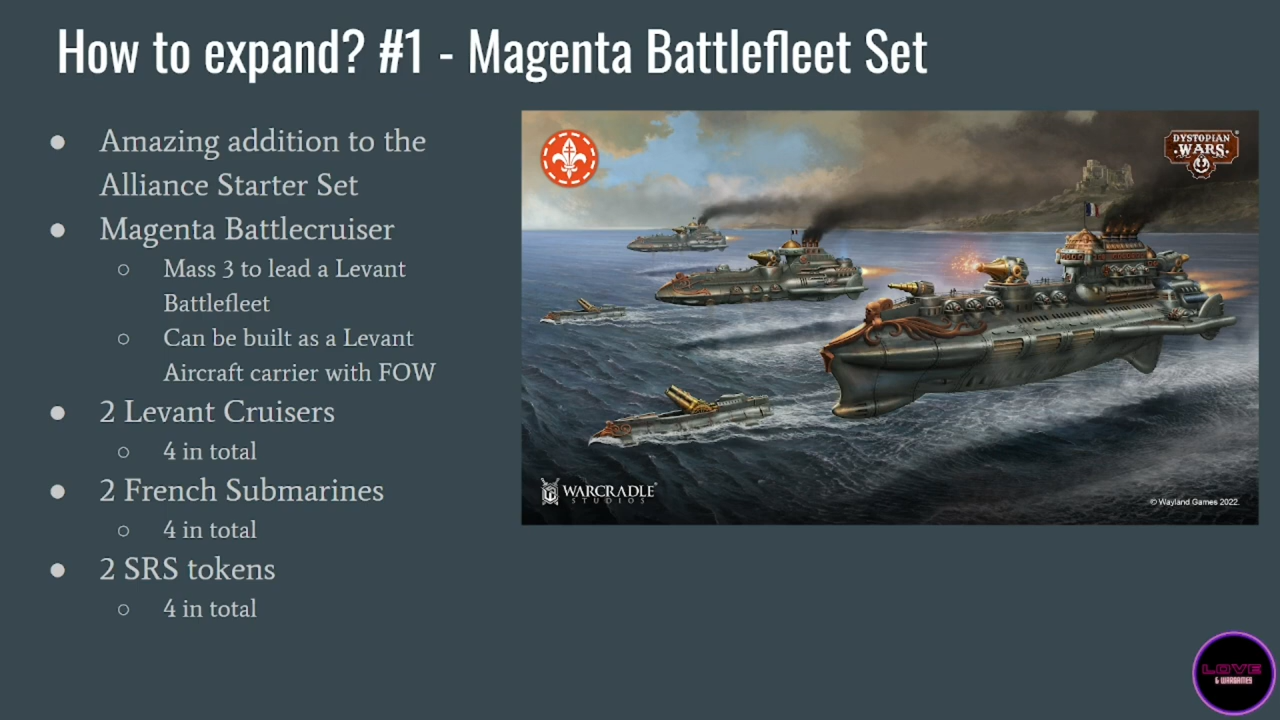 How to expand? #1 - Magenta Battlefleet Set
● Amazing addition to the
Alliance Starter Set
● Magenta Battlecruiser
○ Mass 3 to lead a Levant
Battlefleet
○ Can be built as a Levant
Aircraft carrier with FOW
● 2 Levant Cruisers
○ 4 in total
● 2 French Submarines
○ 4 in total
● 2 SRS tokens
○ 4 in total
DYSTOPIAN
WARS
WARCRADLE®
STUDIOS
© Wayland Games 2022.
LOVE
& WARGAMES